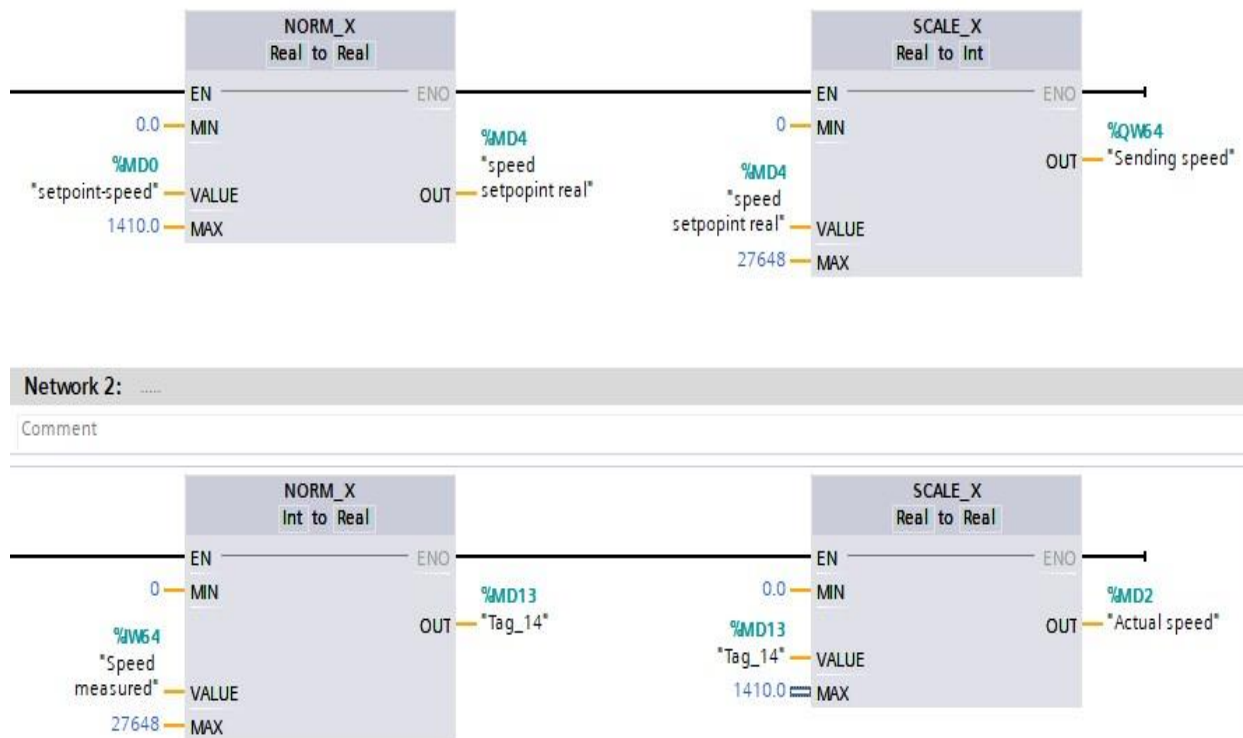 NORM_X
Real to Real
EN
ENO
0.0
MIN
%MD0
"setpoint-speed"
VALUE
1410.0
MAX
%MD4
"speed
setpopint real"
OUT
SCALE_X
Real to Int
EN
ENO
0
MIN
%MD4
"speed
setpopint real"
VALUE
27648
MAX
%QW64
OUT
"Sending speed"
Network 2: .....
Comment
NORM_X
Int to Real
EN
ENO
0
MIN
%IW64
"Speed
measured"
VALUE
27648
MAX
%MD13
OUT
"Tag_14"
SCALE_X
Real to Real
EN
ENO
0.0
MIN
%MD13
"Tag_14"
VALUE
1410.0
MAX
%MD2
OUT
"Actual speed"